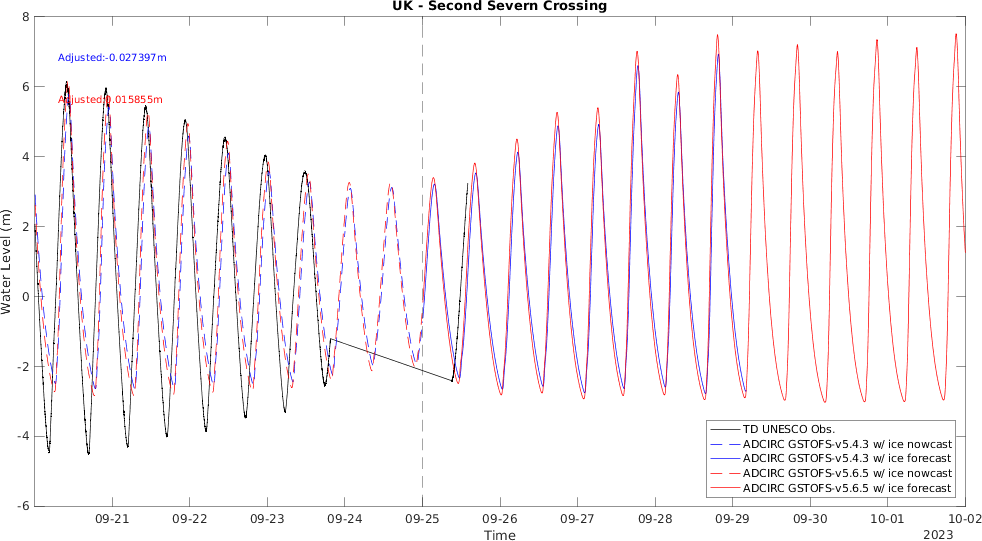 UK - Second Severn Crossing
8
6
4
2
0
-2
-4
-6
Water Level (m)
Adjusted:-0.027397m
Adjusted:0.015855m
TD UNESCO Obs.
ADCIRC GSTOFS-v5.4.3 w/ ice nowcast
ADCIRC GSTOFS-v5.4.3 w/ ice forecast
ADCIRC GSTOFS-v5.6.5 w/ ice nowcast
ADCIRC GSTOFS-v5.6.5 w/ ice forecast
09-21 09-22 09-23 09-24 09-25 09-26 09-27 09-28 09-29 09-30 10-01 10-02
Time
2023